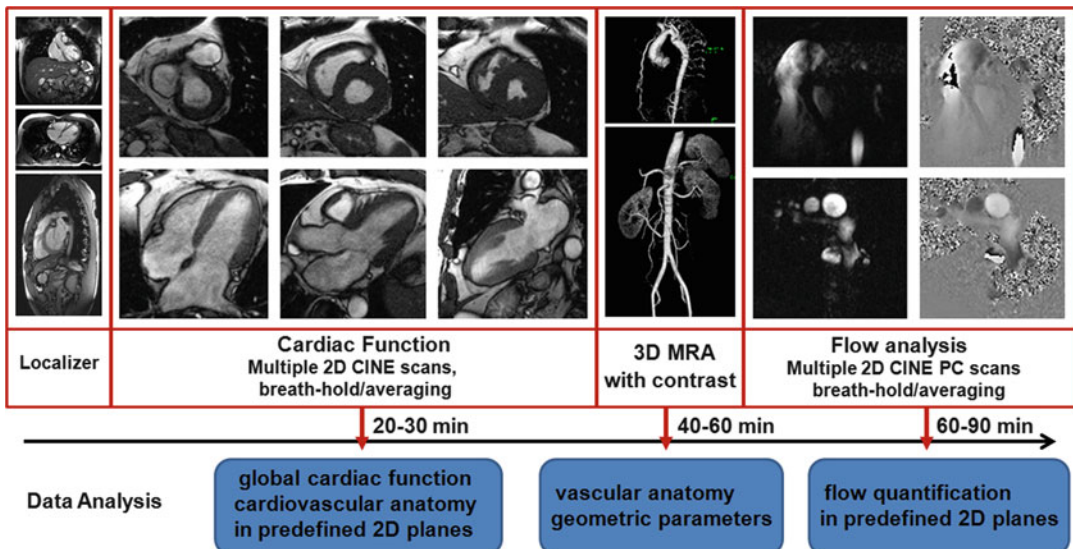 Localizer
Cardiac Function
Multiple 2D CINE scans,
breath-hold/averaging
3D MRA
with contrast
Flow analysis
Multiple 2D CINE PC scans
breath-hold/averaging
20-30 min
40-60 min
60-90 min
Data Analysis
global cardiac function
cardiovascular anatomy
in predefined 2D planes
vascular anatomy
geometric parameters
flow quantification
in predefined 2D planes